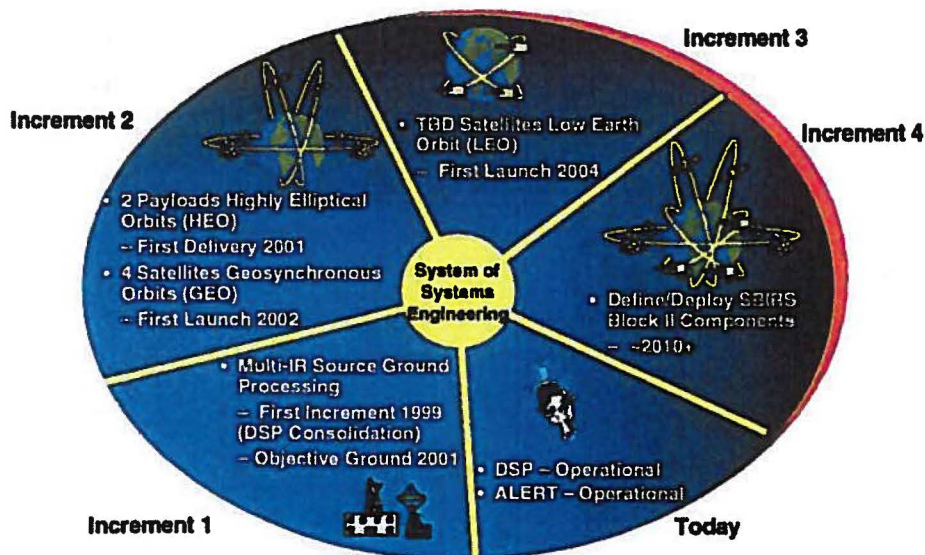 Increment 3
Increment 2
Increment 4
• TBD Satellites Low Earth
Orbit (LEO)
– First Launch 2004
• 2 Payloads Highly Elliptical
Orbits (HEO)
– First Delivery 2001
• 4 Satellites Geosynchronous
Orbits (GEO)
– First Launch 2002
System of
Systems
Engineering
• Define/Deploy SBIRS
Block II Components
– ~2010+
• Multi-IR Source Ground
Processing
– First Increment 1999
(DSP Consolidation)
– Objective Ground 2001
• DSP – Operational
• ALERT – Operational
Increment 1
Today